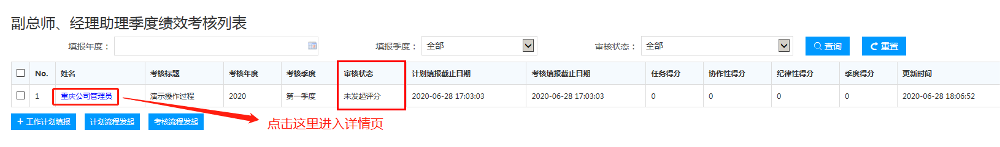 副总师、经理助理季度绩效考核列表
填报年度： 填报季度： 全部 审核状态： 全部 查询 重置
No. 姓名 考核标题 考核年度 考核季度 审核状态 计划填报截止日期 考核填报截止日期 任务得分 协作性得分 纪律性得分 季度得分 更新时间
1 重庆公司管理员 演示操作过程 2020 第一季度 未发起评分 2020-06-28 17:03:03 2020-06-28 17:03:03 0 0 0 0 2020-06-28 18:06:52
+ 工作计划填报 计划流程发起 考核流程发起 点击这里进入详情页